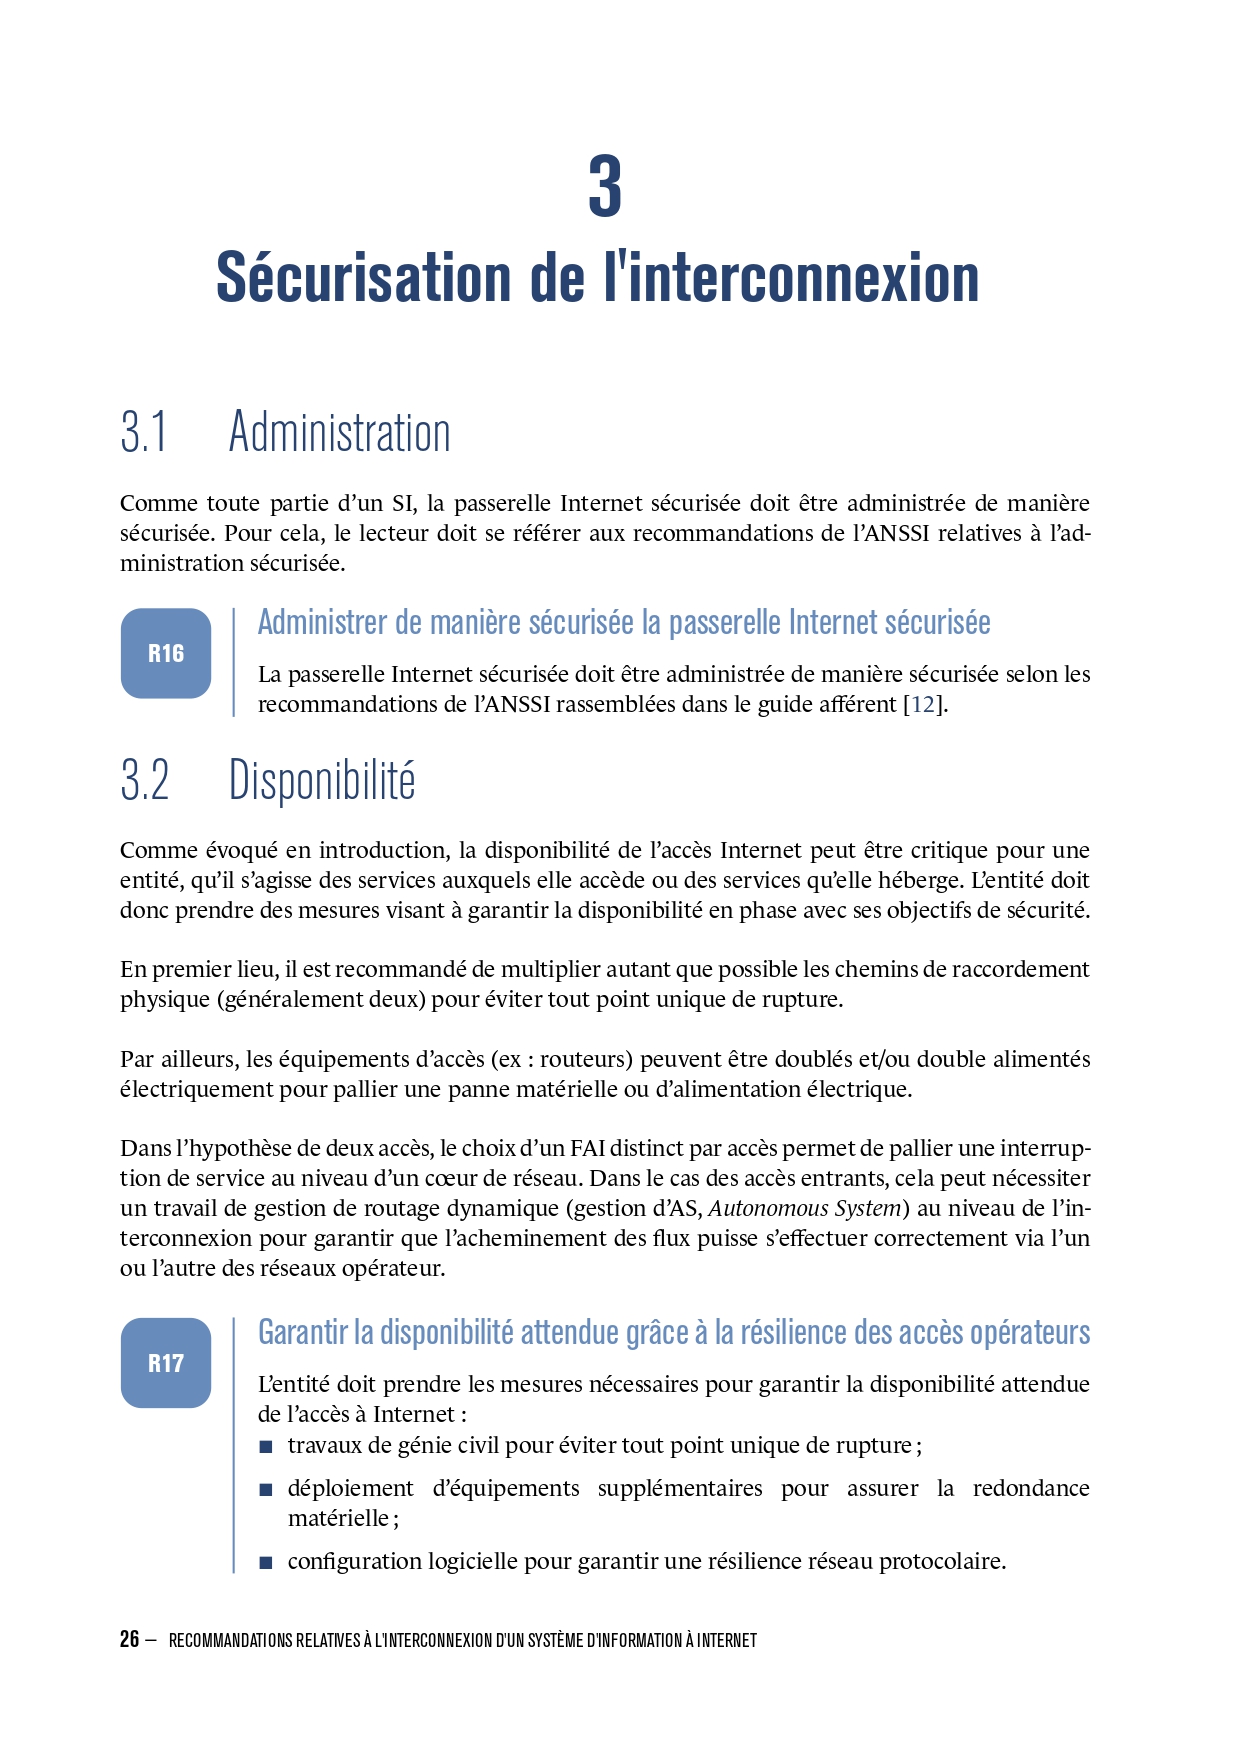 3
Sécurisation de l'interconnexion
3.1 Administration
Comme toute partie d’un SI, la passerelle Internet sécurisée doit être administrée de manière
sécurisée. Pour cela, le lecteur doit se référer aux recommandations de l’ANSSI relatives à l’ad-
ministration sécurisée.
R16
Administrer de manière sécurisée la passerelle Internet sécurisée
La passerelle Internet sécurisée doit être administrée de manière sécurisée selon les
recommandations de l’ANSSI rassemblées dans le guide afférent [12].
3.2 Disponibilité
Comme évoqué en introduction, la disponibilité de l’accès Internet peut être critique pour une
entité, qu’il s’agisse des services auxquels elle accède ou des services qu’elle héberge. L’entité doit
donc prendre des mesures visant à garantir la disponibilité en phase avec ses objectifs de sécurité.
En premier lieu, il est recommandé de multiplier autant que possible les chemins de raccordement
physique (généralement deux) pour éviter tout point unique de rupture.
Par ailleurs, les équipements d’accès (ex : routeurs) peuvent être doublés et/ou double alimentés
électriquement pour pallier une panne matérielle ou d’alimentation électrique.
Dans l’hypothèse de deux accès, le choix d’un FAI distinct par accès permet de pallier une interrup-
tion de service au niveau d’un cœur de réseau. Dans le cas des accès entrants, cela peut nécessiter
un travail de gestion de routage dynamique (gestion d’AS, Autonomous System) au niveau de l’in-
terconnexion pour garantir que l’acheminement des flux puisse s’effectuer correctement via l’un
ou l’autre des réseaux opérateur.
R17
Garantir la disponibilité attendue grâce à la résilience des accès opérateurs
L’entité doit prendre les mesures nécessaires pour garantir la disponibilité attendue
de l’accès à Internet :
■ travaux de génie civil pour éviter tout point unique de rupture ;
■ déploiement d’équipements supplémentaires pour assurer la redondance
matérielle ;
■ configuration logicielle pour garantir une résilience réseau protocolaire.
26 – RECOMMANDATIONS RELATIVES À L'INTERCONNEXION D'UN SYSTÈME D'INFORMATION À INTERNET